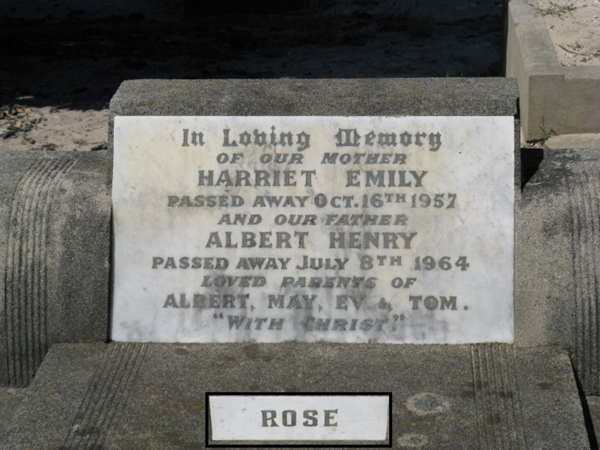 In Loving Memory
OF OUR MOTHER
HARRIET EMILY
PASSED AWAY OCT. 16TH 1957
AND OUR FATHER
ALBERT HENRY
PASSED AWAY JULY 8TH 1964
LOVED PARENTS OF
ALBERT, MAY, EV & TOM.
"WITH CHRIST."
ROSE